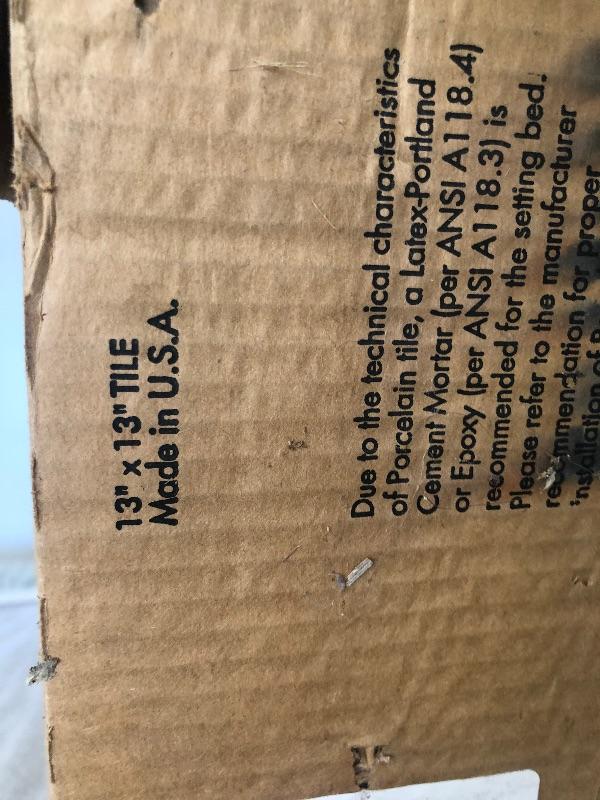 13" x 13" TILE
Made in U.S.A.
Due to the technical characteristics
of Porcelain tile, a Latex-Portland
Cement Mortar (per ANSI A118.4)
or Epoxy (per ANSI A118.3) is
recommended for the setting bed.
Please refer to the manufacturer
recommendation for proper
installation of